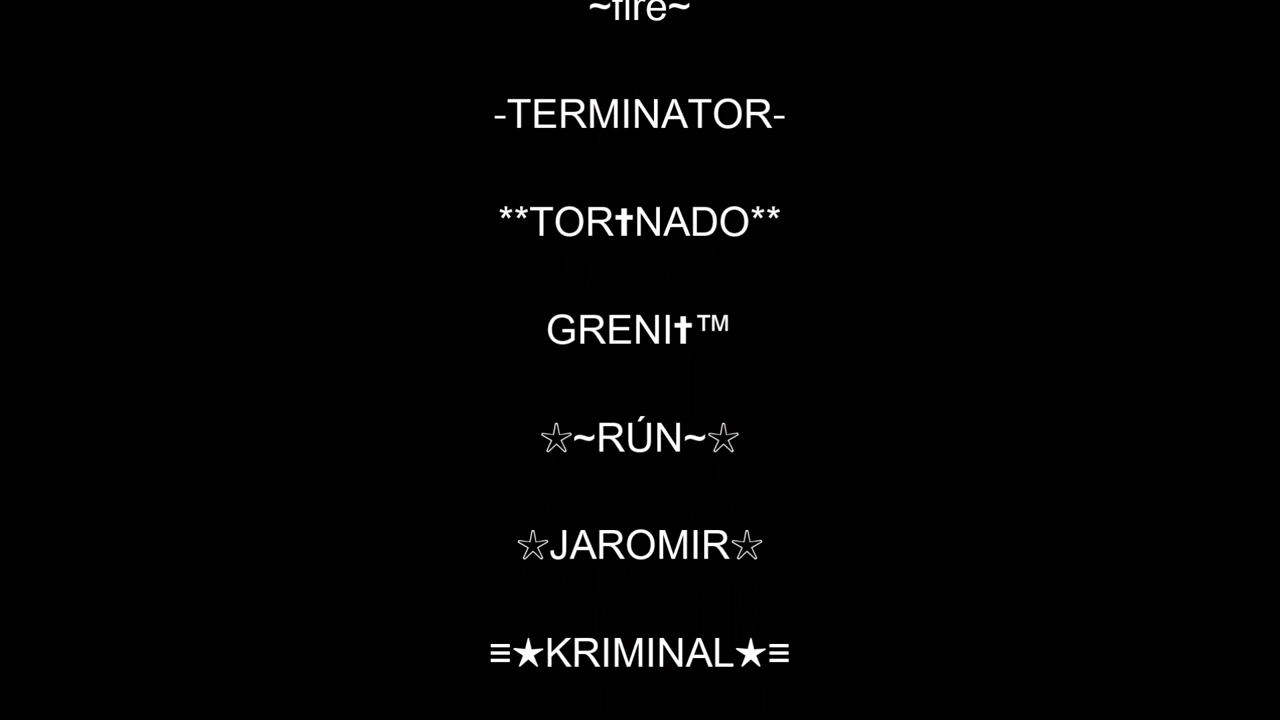 ~fire~
-TERMINATOR-
**TOR✝NADO**
GRENI✝™
☆~RÚN~☆
☆JAROMIR☆
≡★KRIMINAL★≡